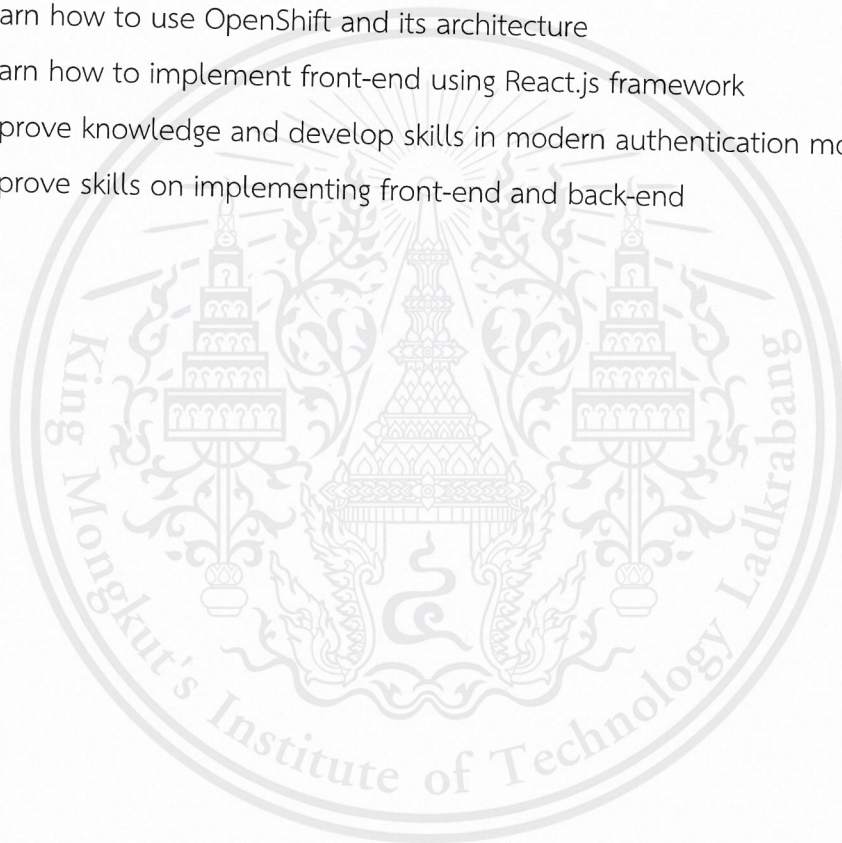 arn how to use OpenShift and its architecture
arn how to implement front-end using React.js framework
prove knowledge and develop skills in modern authentication mo
prove skills on implementing front-end and back-end
King Mongkut's Institute of Technology Ladkrabang